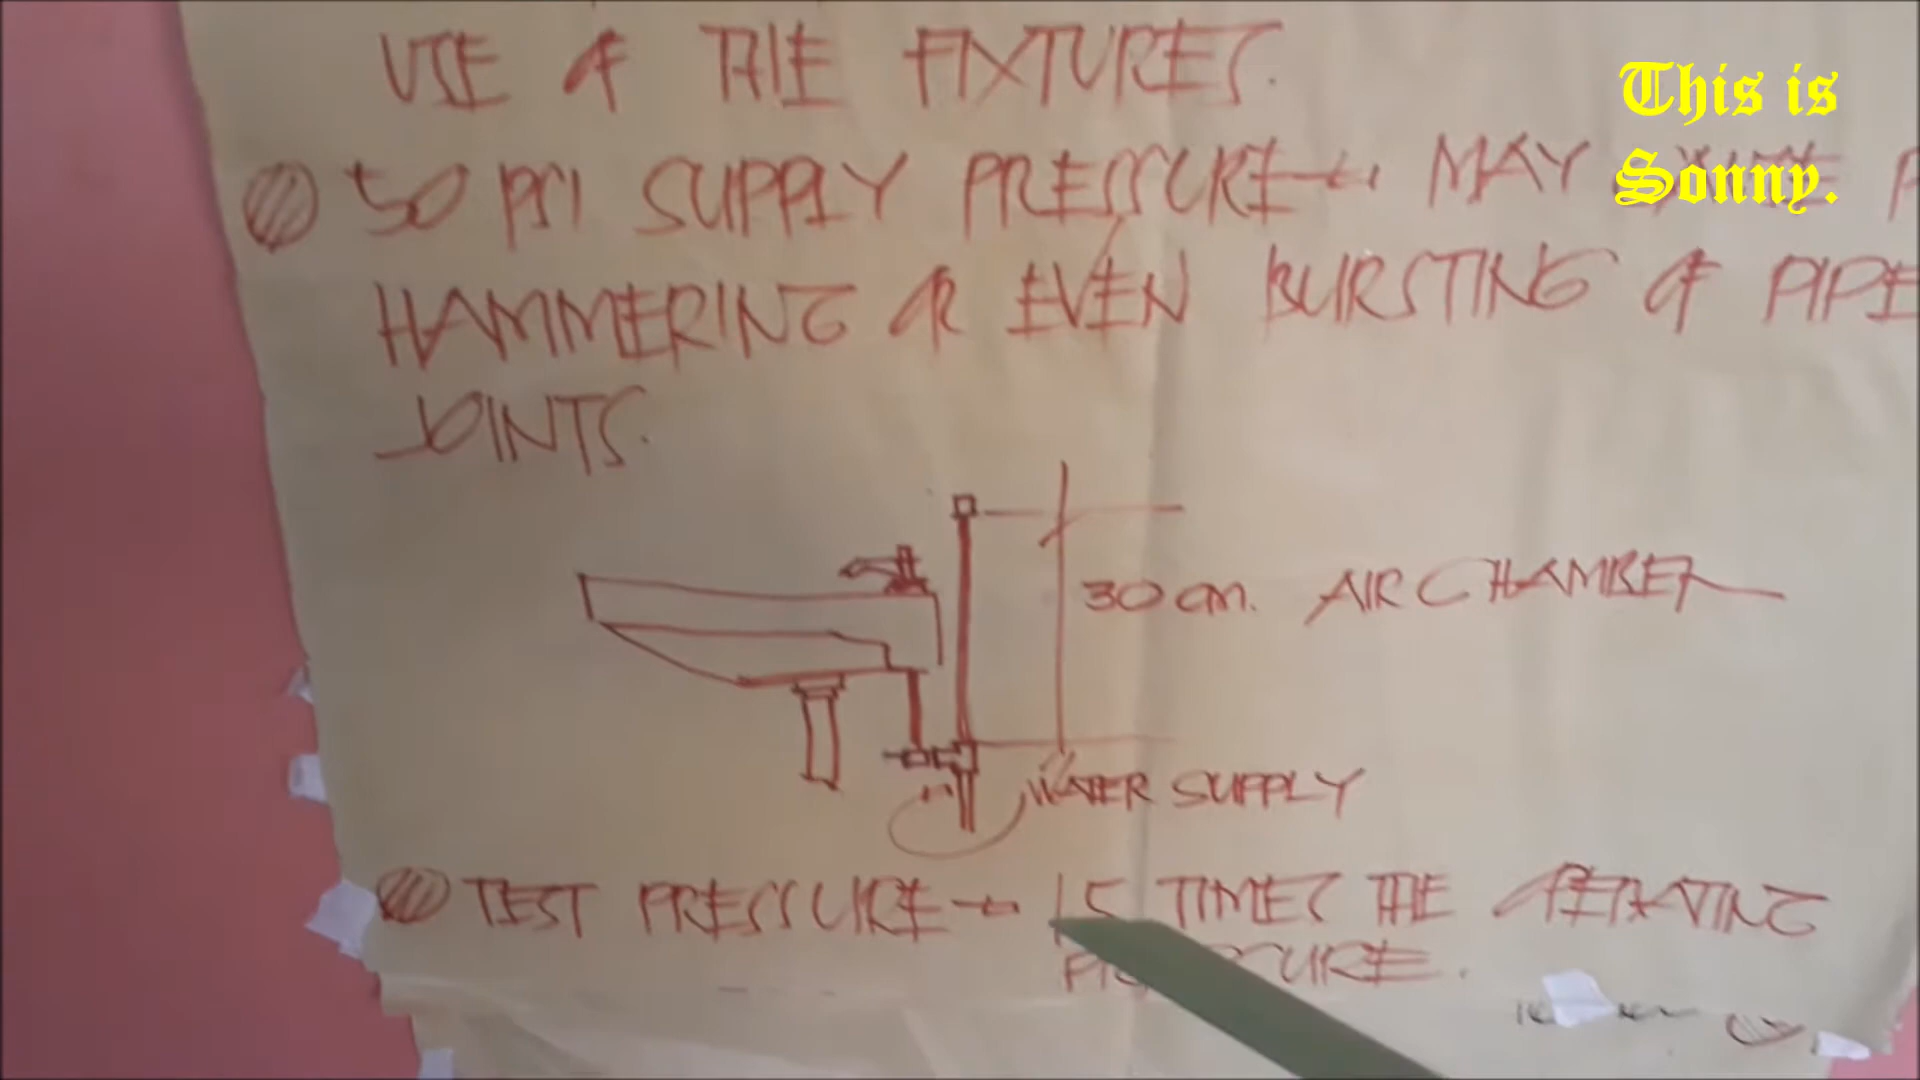 USE OF THE FIXTURES.
This is
Sonny.
50 PSI SUPPLY PRESSURE - MAY
HAMMERING OR EVEN BURSTING OF PIPE
JOINTS.
30 cm. AIR CHAMBER
WATER SUPPLY
TEST PRESSURE - 1.5 TIMES THE OPERATING
PRESSURE.